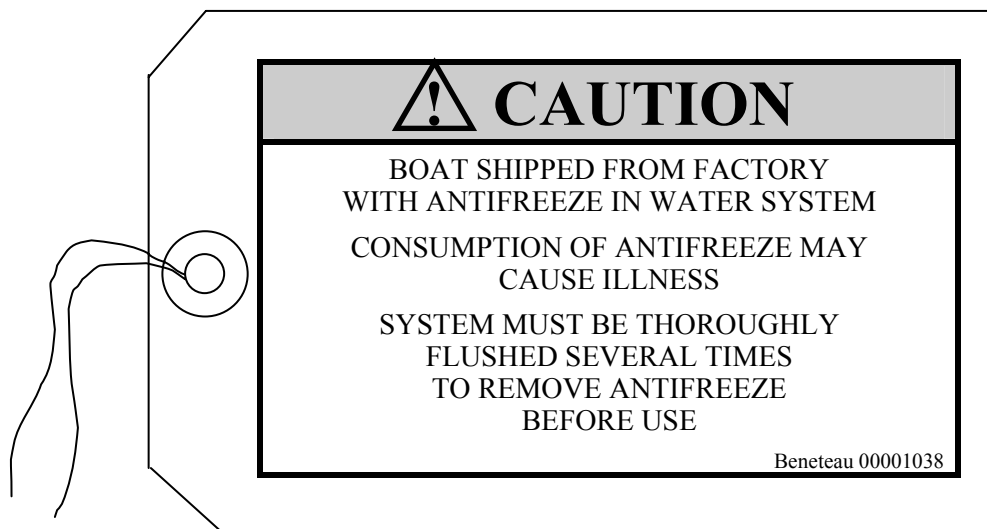 CAUTION
BOAT SHIPPED FROM FACTORY
WITH ANTIFREEZE IN WATER SYSTEM
CONSUMPTION OF ANTIFREEZE MAY
CAUSE ILLNESS
SYSTEM MUST BE THOROUGHLY
FLUSHED SEVERAL TIMES
TO REMOVE ANTIFREEZE
BEFORE USE
Beneteau 00001038